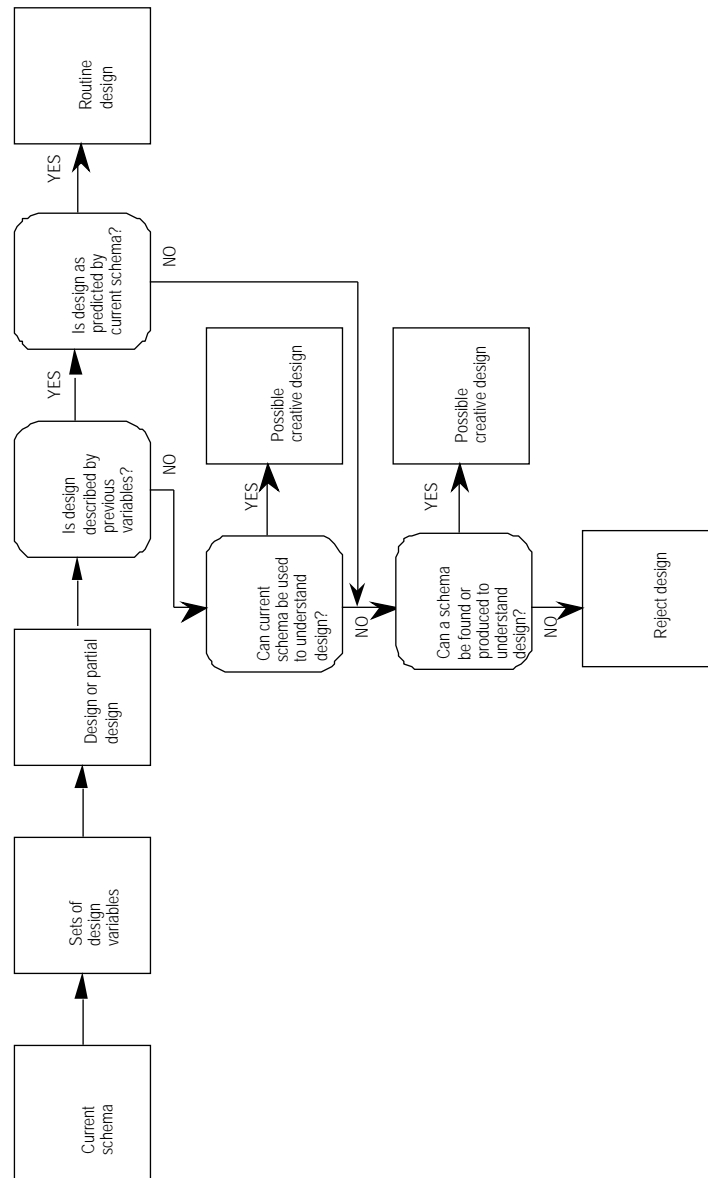 Current
schema
Sets of
design
variables
Design or partial
design
Is design
described by
previous
variables?
YES
NO
Is design as
predicted by
current schema?
YES
NO
Routine
design
Can current
schema be used
to understand
design?
YES
NO
Possible
creative design
Can a schema
be found or
produced to
understand
design?
YES
NO
Possible
creative design
Reject design